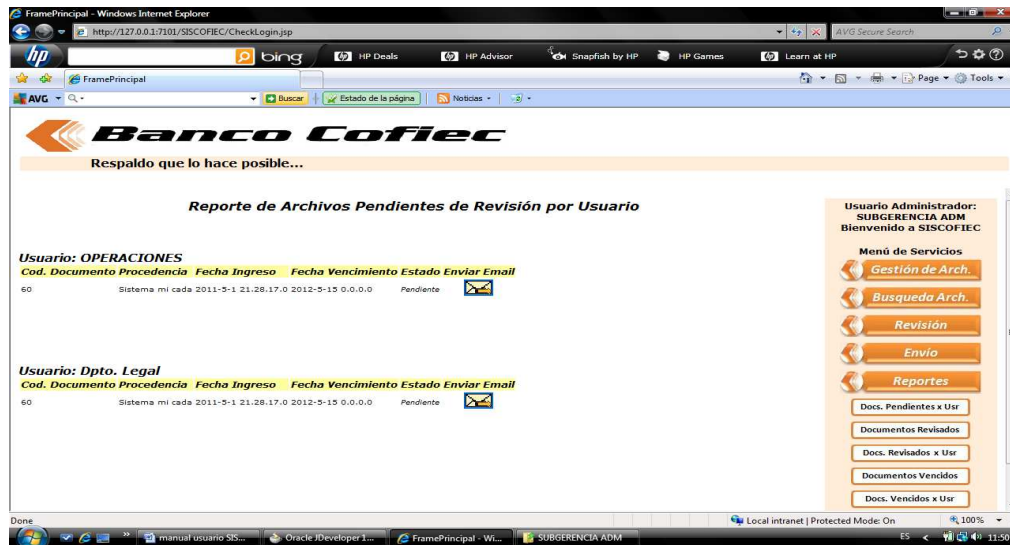 FramePrincipal - Windows Internet Explorer
http://127.0.0.1:7101/SISCOFIEC/CheckLogin.jsp
AVG Secure Search
hp
bing
HP Deals
HP Advisor
Snapfish by HP
HP Games
Learn at HP
FramePrincipal
Page
Tools
AVG
Buscar
Estado de la página
Noticias
Banco Cofiec
Respaldo que lo hace posible...
Reporte de Archivos Pendientes de Revisión por Usuario
Usuario: OPERACIONES
Cod. Documento Procedencia Fecha Ingreso Fecha Vencimiento Estado Enviar Email
60 Sistema mi cada 2011-5-1 21.28.17.0 2012-5-15 0.0.0.0 Pendiente
Usuario: Dpto. Legal
Cod. Documento Procedencia Fecha Ingreso Fecha Vencimiento Estado Enviar Email
60 Sistema mi cada 2011-5-1 21.28.17.0 2012-5-15 0.0.0.0 Pendiente
Usuario Administrador:
SUBGERENCIA ADM
Bienvenido a SISCOFIEC
Menú de Servicios
Gestión de Arch.
Busqueda Arch.
Revisión
Envío
Reportes
Docs. Pendientes x Usr
Documentos Revisados
Docs. Revisados x Usr
Documentos Vencidos
Docs. Vencidos x Usr
Done
Local intranet | Protected Mode: On
100%
manual usuario SIS...
Oracle JDeveloper 1...
FramePrincipal - Wi...
SUBGERENCIA ADM
ES
11:50